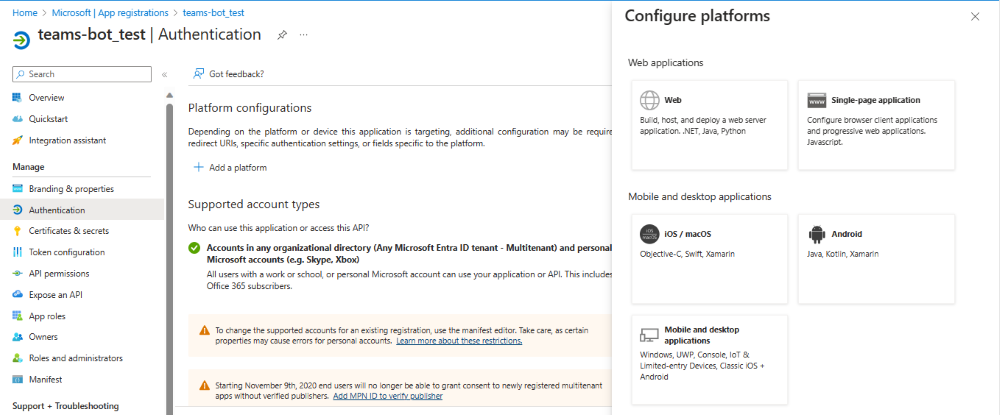 Home > Microsoft | App registrations > teams-bot_test
teams-bot_test | Authentication
Search
Overview
Quickstart
Integration assistant
Manage
Branding & properties
Authentication
Certificates & secrets
Token configuration
API permissions
Expose an API
App roles
Owners
Roles and administrators
Manifest
Support + Troubleshooting
Got feedback?
Platform configurations
Depending on the platform or device this application is targeting, additional configuration may be require
redirect URIs, specific authentication settings, or fields specific to the platform.
Add a platform
Supported account types
Who can use this application or access this API?
Accounts in any organizational directory (Any Microsoft Entra ID tenant - Multitenant) and personal
Microsoft accounts (e.g. Skype, Xbox)
All users with a work or school, or personal Microsoft account can use your application or API. This includes
Office 365 subscribers.
To change the supported accounts for an existing registration, use the manifest editor. Take care, as certain
properties may cause errors for personal accounts. Learn more about these restrictions.
Starting November 9th, 2020 end users will no longer be able to grant consent to newly registered multitenant
apps without verified publishers. Add MPN ID to verify publisher
Configure platforms
Web applications
Web
Build, host, and deploy a web server
application. .NET, Java, Python
Single-page application
Configure browser client applications
and progressive web applications.
Javascript.
Mobile and desktop applications
iOS / macOS
Objective-C, Swift, Xamarin
Android
Java, Kotlin, Xamarin
Mobile and desktop
applications
Windows, UWP, Console, IoT &
Limited-entry Devices, Classic iOS +
Android